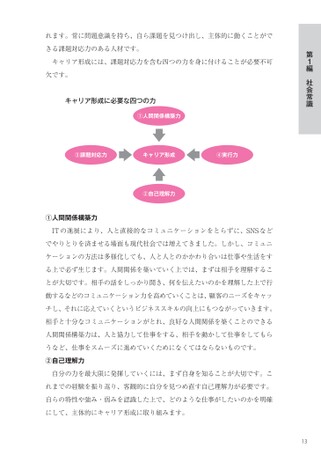 れます。常に問題意識を持ち、自ら課題を見つけ出し、主体的に働くことがで
きる課題対応力のある人材です。
キャリア形成には、課題対応力を含む四つの力を身に付けることが必要不可
欠です。
第1編 社会常識
キャリア形成に必要な四つの力
①人間関係構築力
③課題対応力
キャリア形成
④実行力
②自己理解力
①人間関係構築力
ITの進展により、人と直接的なコミュニケーションをとらずに、SNSなど
でやりとりを済ませる場面も現代社会では増えてきました。しかし、コミュニ
ケーションの方法は多様化しても、人と人とのかかわり合いは仕事や生活をす
る上で必ず生じます。人間関係を築いていく上では、まずは相手を理解するこ
とが大切です。相手の話をしっかり聞き、何を伝えたいのかを理解した上で行
動するなどのコミュニケーション力を高めていくことは、顧客のニーズをキャッ
チし、それに応えていくというビジネススキルの向上にもつながっていきます。
相手と十分なコミュニケーションがとれ、良好な人間関係を築くことのできる
人間関係構築力は、人と協力して仕事をする、相手を動かして仕事をしてもら
うなど、仕事をスムーズに進めていくためになくてはならないものです。
②自己理解力
自分の力を最大限に発揮していくには、まず自身を知ることが大切です。こ
れまでの経験を振り返り、客観的に自分を見つめ直す自己理解力が必要です。
自らの特性や強み・弱みを認識した上で、どのような仕事がしたいのかを明確
にして、主体的にキャリア形成に取り組みます。
13